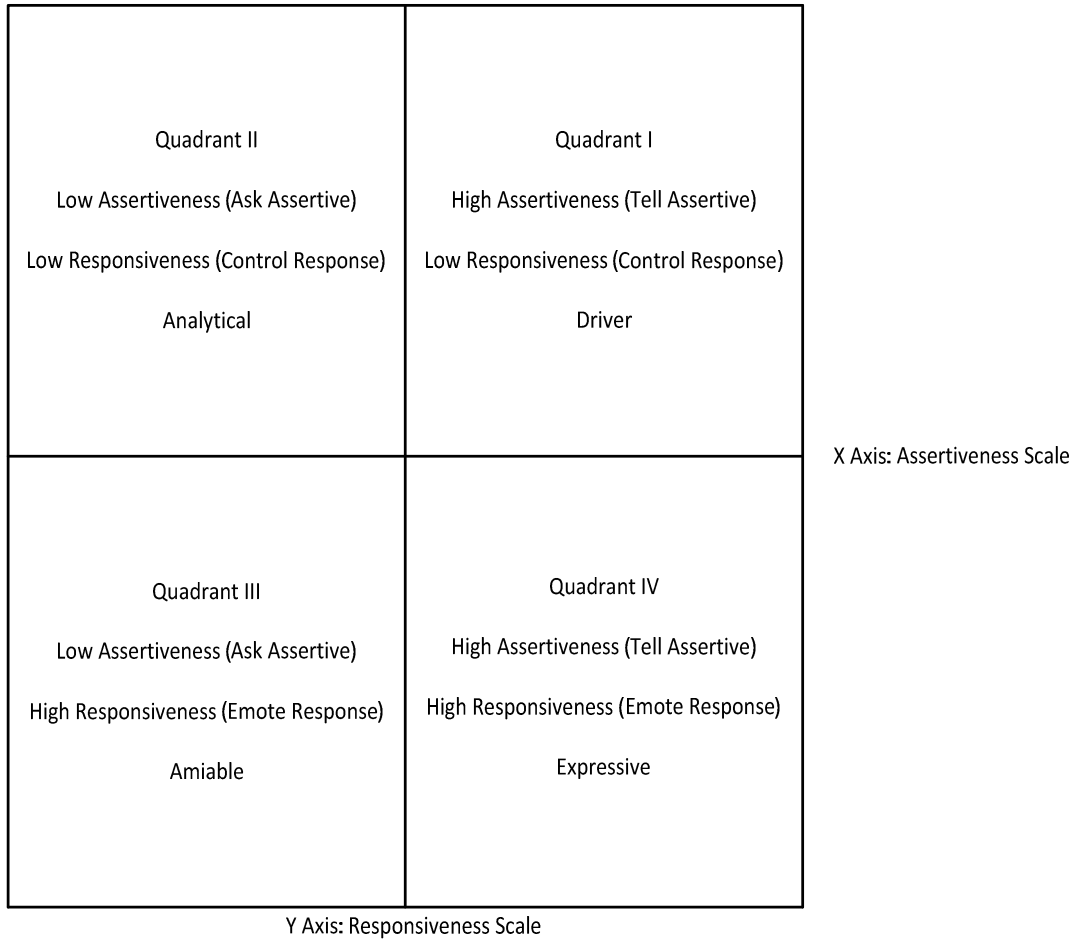 Quadrant II
Low Assertiveness (Ask Assertive)
Low Responsiveness (Control Response)
Analytical
Quadrant I
High Assertiveness (Tell Assertive)
Low Responsiveness (Control Response)
Driver
X Axis: Assertiveness Scale
Quadrant III
Low Assertiveness (Ask Assertive)
High Responsiveness (Emote Response)
Amiable
Quadrant IV
High Assertiveness (Tell Assertive)
High Responsiveness (Emote Response)
Expressive
Y Axis: Responsiveness Scale